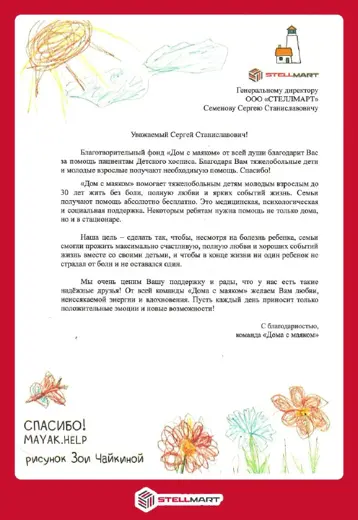 STELLMART
Генеральному директору
ООО «СТЕЛЛМАРТ»
Семенову Сергею Станиславовичу
Уважаемый Сергей Станиславович!
Благотворительный фонд «Дом с маяком» от всей души благодарит Вас
за помощь пациентам Детского хосписа. Благодаря Вам тяжелобольные дети
и молодые взрослые получают необходимую помощь. Спасибо!
«Дом с маяком» помогает тяжелобольным детям молодым взрослым до
30 лет жить без боли, полную любви и ярких событий жизнь. Семьи
получают помощь абсолютно бесплатно. Это медицинская, психологическая
и социальная поддержка. Некоторым ребятам нужна помощь не только дома,
но и в стационаре.
Наша цель – сделать так, чтобы, несмотря на болезнь ребенка, семьи
смогли прожить максимально счастливую, полную любви и хороших событий
жизнь вместе со своими детьми, и чтобы в конце жизни ни один ребенок не
страдал от боли и не оставался один.
Мы очень ценим Вашу поддержку и рады, что у нас есть такие
надёжные друзья! От всей команды «Дома с маяком» желаем Вам любви,
неиссякаемой энергии и вдохновения. Пусть каждый день приносит только
положительные эмоции и новые возможности!
С благодарностью,
команда «Дома с маяком»
СПАСИБО!
MAYAK.HELP
рисунок Зои Чайкиной
STELLMART